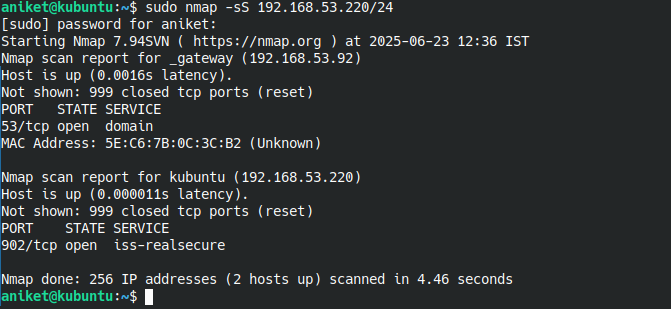 aniket@kubuntu:~$ sudo nmap -sS 192.168.53.220/24
[sudo] password for aniket:
Starting Nmap 7.94SVN ( https://nmap.org ) at 2025-06-23 12:36 IST
Nmap scan report for _gateway (192.168.53.92)
Host is up (0.0016s latency).
Not shown: 999 closed tcp ports (reset)
PORT   STATE SERVICE
53/tcp open  domain
MAC Address: 5E:C6:7B:0C:3C:B2 (Unknown)

Nmap scan report for kubuntu (192.168.53.220)
Host is up (0.000011s latency).
Not shown: 999 closed tcp ports (reset)
PORT    STATE SERVICE
902/tcp open  iss-realsecure

Nmap done: 256 IP addresses (2 hosts up) scanned in 4.46 seconds
aniket@kubuntu:~$